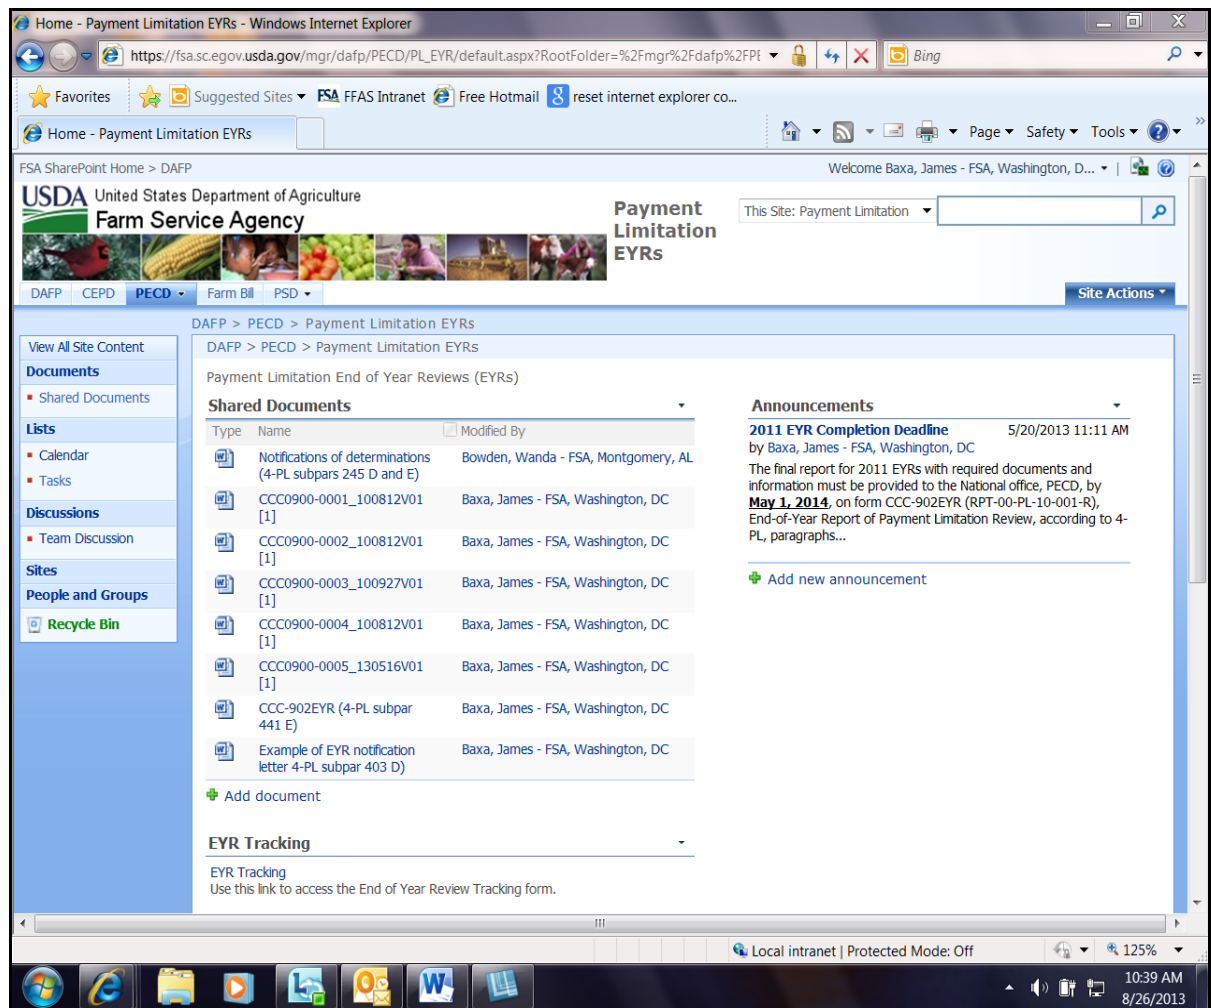 Home - Payment Limitation EYRs - Windows Internet Explorer
https://fsa.sc.egov.usda.gov/mgr/dafp/PECD/PL_EYR/default.aspx?RootFolder=%2Fmgr%2Fdafp%2FPE
Bing
Favorites Suggested Sites FSA FFAS Intranet Free Hotmail reset internet explorer co...
Home - Payment Limitation EYRs
Page Safety Tools
FSA SharePoint Home > DAFP
Welcome Baxa, James - FSA, Washington, D...
USDA United States Department of Agriculture
Farm Service Agency
Payment
Limitation
EYRs
This Site: Payment Limitation
DAFP CEPD PECD Farm Bill PSD
Site Actions
DAFP > PECD > Payment Limitation EYRs
DAFP > PECD > Payment Limitation EYRs
View All Site Content
Documents
Shared Documents
Lists
Calendar
Tasks
Discussions
Team Discussion
Sites
People and Groups
Recycle Bin
Payment Limitation End of Year Reviews (EYRs)
Shared Documents
Type Name Modified By
Notifications of determinations Bowden, Wanda - FSA, Montgomery, AL
(4-PL subpars 245 D and E)
CCC0900-0001_100812V01 Baxa, James - FSA, Washington, DC
[1]
CCC0900-0002_100812V01 Baxa, James - FSA, Washington, DC
[1]
CCC0900-0003_100927V01 Baxa, James - FSA, Washington, DC
[1]
CCC0900-0004_100812V01 Baxa, James - FSA, Washington, DC
[1]
CCC0900-0005_130516V01 Baxa, James - FSA, Washington, DC
[1]
CCC-902EYR (4-PL subpar Baxa, James - FSA, Washington, DC
441 E)
Example of EYR notification Baxa, James - FSA, Washington, DC
letter 4-PL subpar 403 D)
Add document
EYR Tracking
EYR Tracking
Use this link to access the End of Year Review Tracking form.
Announcements
2011 EYR Completion Deadline 5/20/2013 11:11 AM
by Baxa, James - FSA, Washington, DC
The final report for 2011 EYRs with required documents and
information must be provided to the National office, PECD, by
May 1, 2014, on form CCC-902EYR (RPT-00-PL-10-001-R),
End-of-Year Report of Payment Limitation Review, according to 4-
PL, paragraphs...
Add new announcement
Local intranet | Protected Mode: Off
125%
10:39 AM
8/26/2013